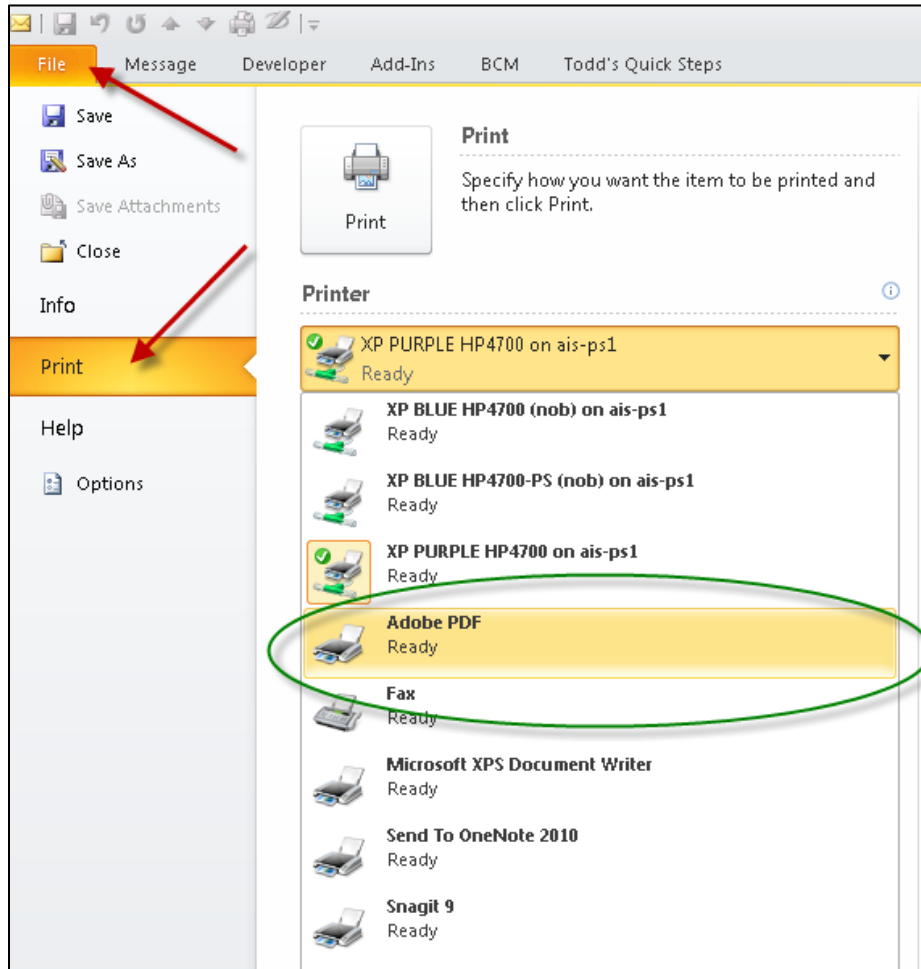 File Message Developer Add-Ins BCM Todd's Quick Steps
Save
Save As
Save Attachments
Close
Info
Print
Help
Options
Print
Print
Specify how you want the item to be printed and
then click Print.
Printer
XP PURPLE HP4700 on ais-ps1
Ready
XP BLUE HP4700 (nob) on ais-ps1
Ready
XP BLUE HP4700-PS (nob) on ais-ps1
Ready
XP PURPLE HP4700 on ais-ps1
Ready
Adobe PDF
Ready
Fax
Ready
Microsoft XPS Document Writer
Ready
Send To OneNote 2010
Ready
Snagit 9
Ready